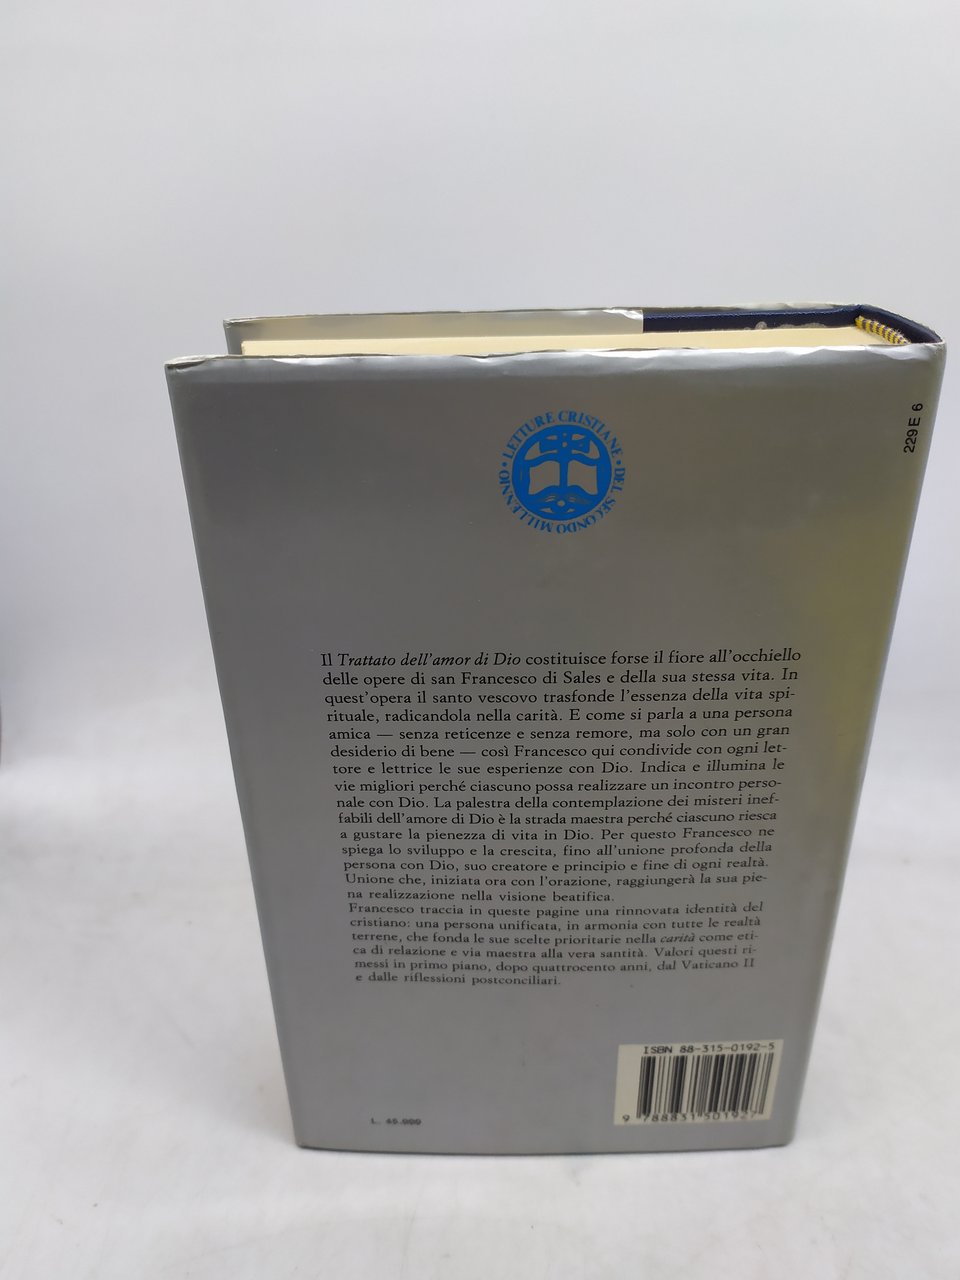 229 E 6
LETTURE CRISTIANE • DEL SECONDO MILLENNIO •
Il Trattato dell'amor di Dio costituisce forse il fiore all'occhiello
delle opere di san Francesco di Sales e della sua stessa vita. In
quest'opera il santo vescovo trasfonde l'essenza della vita spi-
rituale, radicandola nella carità. E come si parla a una persona
amica — senza reticenze e senza remore, ma solo con un gran
desiderio di bene — così Francesco qui condivide con ogni let-
tore e lettrice le sue esperienze con Dio. Indica e illumina le
vie migliori perché ciascuno possa realizzare un incontro perso-
nale con Dio. La palestra della contemplazione dei misteri inef-
fabili dell'amore di Dio è la strada maestra perché ciascuno riesca
a gustare la pienezza di vita in Dio. Per questo Francesco ne
spiega lo sviluppo e la crescita, fino all'unione profonda della
persona con Dio, suo creatore e principio e fine di ogni realtà.
Unione che, iniziata ora con l'orazione, raggiungerà la sua pie-
na realizzazione nella visione beatifica.
Francesco traccia in queste pagine una rinnovata identità del
cristiano: una persona unificata, in armonia con tutte le realtà
terrene, che fonda le sue scelte prioritarie nella carità come eti-
ca di relazione e via maestra alla vera santità. Valori questi ri-
messi in primo piano, dopo quattrocento anni, dal Vaticano II
e dalle riflessioni postconciliari.
ISBN 88-315-0192-5
9 788831 501927
L.